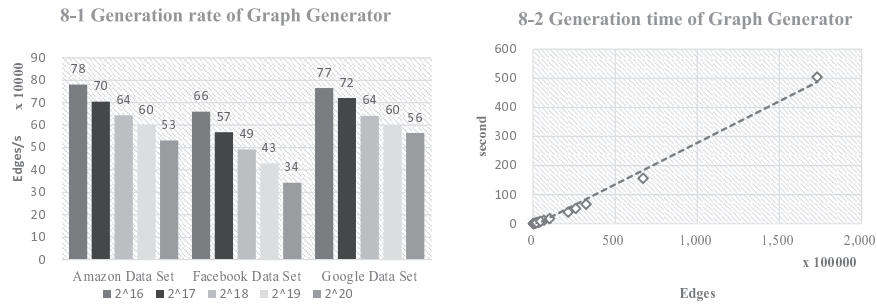 8-1 Generation rate of Graph Generator
x 10000
Edges/s
90
80
70
60
50
40
30
20
10
0
78 70 64 60 53
66 57 49 43 34
77 72 64 60 56
Amazon Data Set Facebook Data Set Google Data Set
2^16 2^17 2^18 2^19 2^20
8-2 Generation time of Graph Generator
second
600
500
400
300
200
100
0
0 500 1,000 1,500 2,000
x 100000
Edges